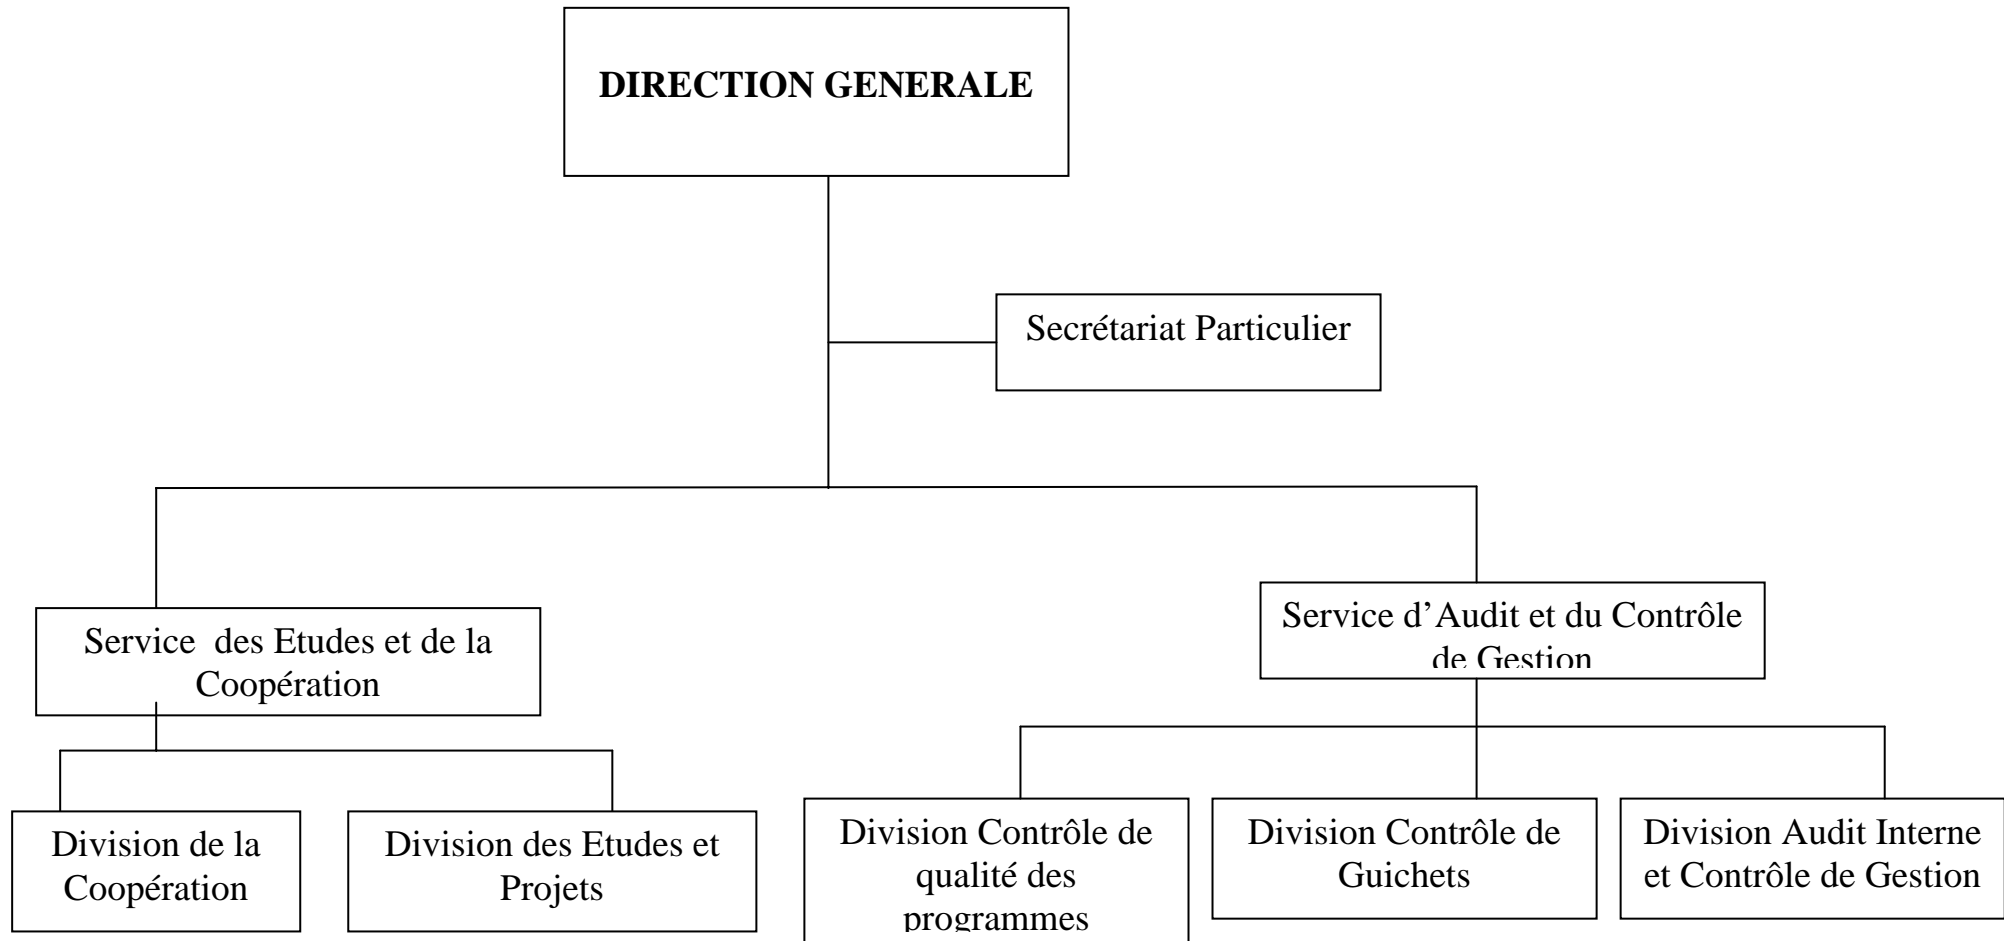 DIRECTION GENERALE
Secrétariat Particulier
Service des Etudes et de la
Coopération
Service d’Audit et du Contrôle
de Gestion
Division de la
Coopération
Division des Etudes et
Projets
Division Contrôle de
qualité des
programmes
Division Contrôle de
Guichets
Division Audit Interne
et Contrôle de Gestion